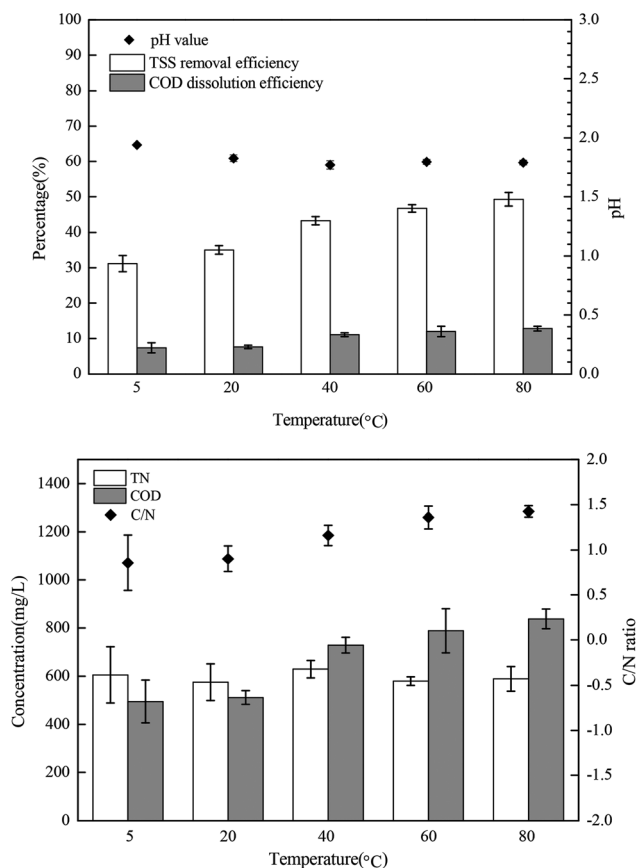 100
90
80
70
60
50
40
30
20
10
0
Percentage(%)
pH value
TSS removal efficiency
COD dissolution efficiency
3.0
2.5
2.0
1.5
1.0
0.5
0.0
pH
5 20 40 60 80
Temperature(°C)
1400
1200
1000
800
600
400
200
0
Concentration(mg/L)
TN
COD
C/N
2.0
1.5
1.0
0.5
0.0
-0.5
-1.0
-1.5
-2.0
C/N ratio
5 20 40 60 80
Temperature(°C)